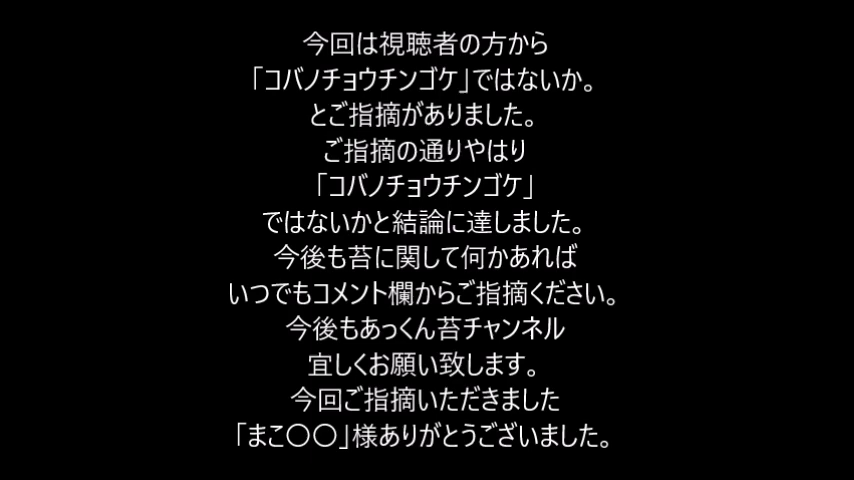 今回は視聴者の方から
「コバノチョウチンゴケ」ではないか。
とご指摘がありました。
ご指摘の通りやはり
「コバノチョウチンゴケ」
ではないかと結論に達しました。
今後も苔に関して何かあれば
いつでもコメント欄からご指摘ください。
今後もあっくん苔チャンネル
宜しくお願い致します。
今回ご指摘いただきました
「まこ〇〇」様ありがとうございました。